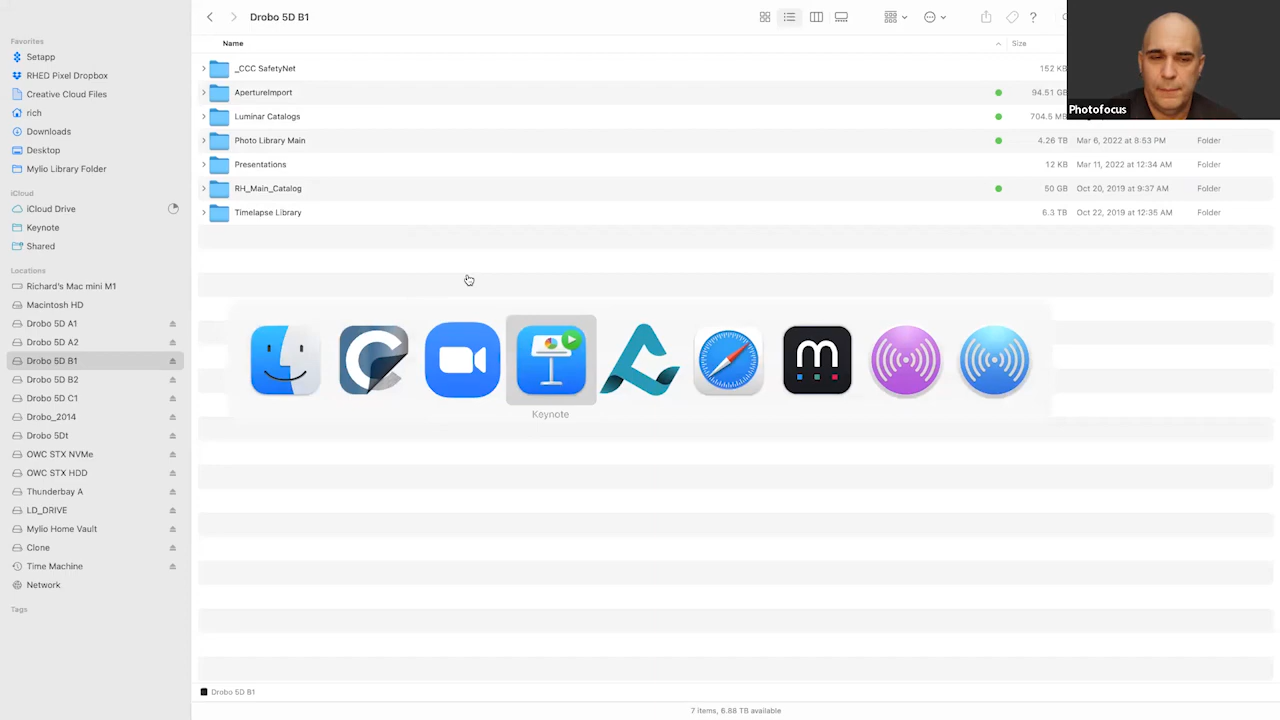 Drobo 5D B1
Name
Size
_CCC SafetyNet
152 KB
ApertureImport
94.51 GB
Luminar Catalogs
704.5 MB
Photo Library Main
4.26 TB
Mar 6, 2022 at 8:53 PM
Folder
Presentations
12 KB
Mar 11, 2022 at 12:34 AM
Folder
RH_Main_Catalog
50 GB
Oct 20, 2019 at 9:37 AM
Folder
Timelapse Library
6.3 TB
Oct 22, 2019 at 12:35 AM
Folder
Photofocus
Favorites
Setapp
RHED Pixel Dropbox
Creative Cloud Files
rich
Downloads
Desktop
Mylio Library Folder
iCloud
iCloud Drive
Keynote
Shared
Locations
Richard's Mac mini M1
Macintosh HD
Drobo 5D A1
Drobo 5D A2
Drobo 5D B1
Drobo 5D B2
Drobo 5D C1
Drobo_2014
Drobo 5Dt
OWC STX NVMe
OWC STX HDD
Thunderbay A
LD_DRIVE
Mylio Home Vault
Clone
Time Machine
Network
Tags
Keynote
Drobo 5D B1
7 items, 6.88 TB available